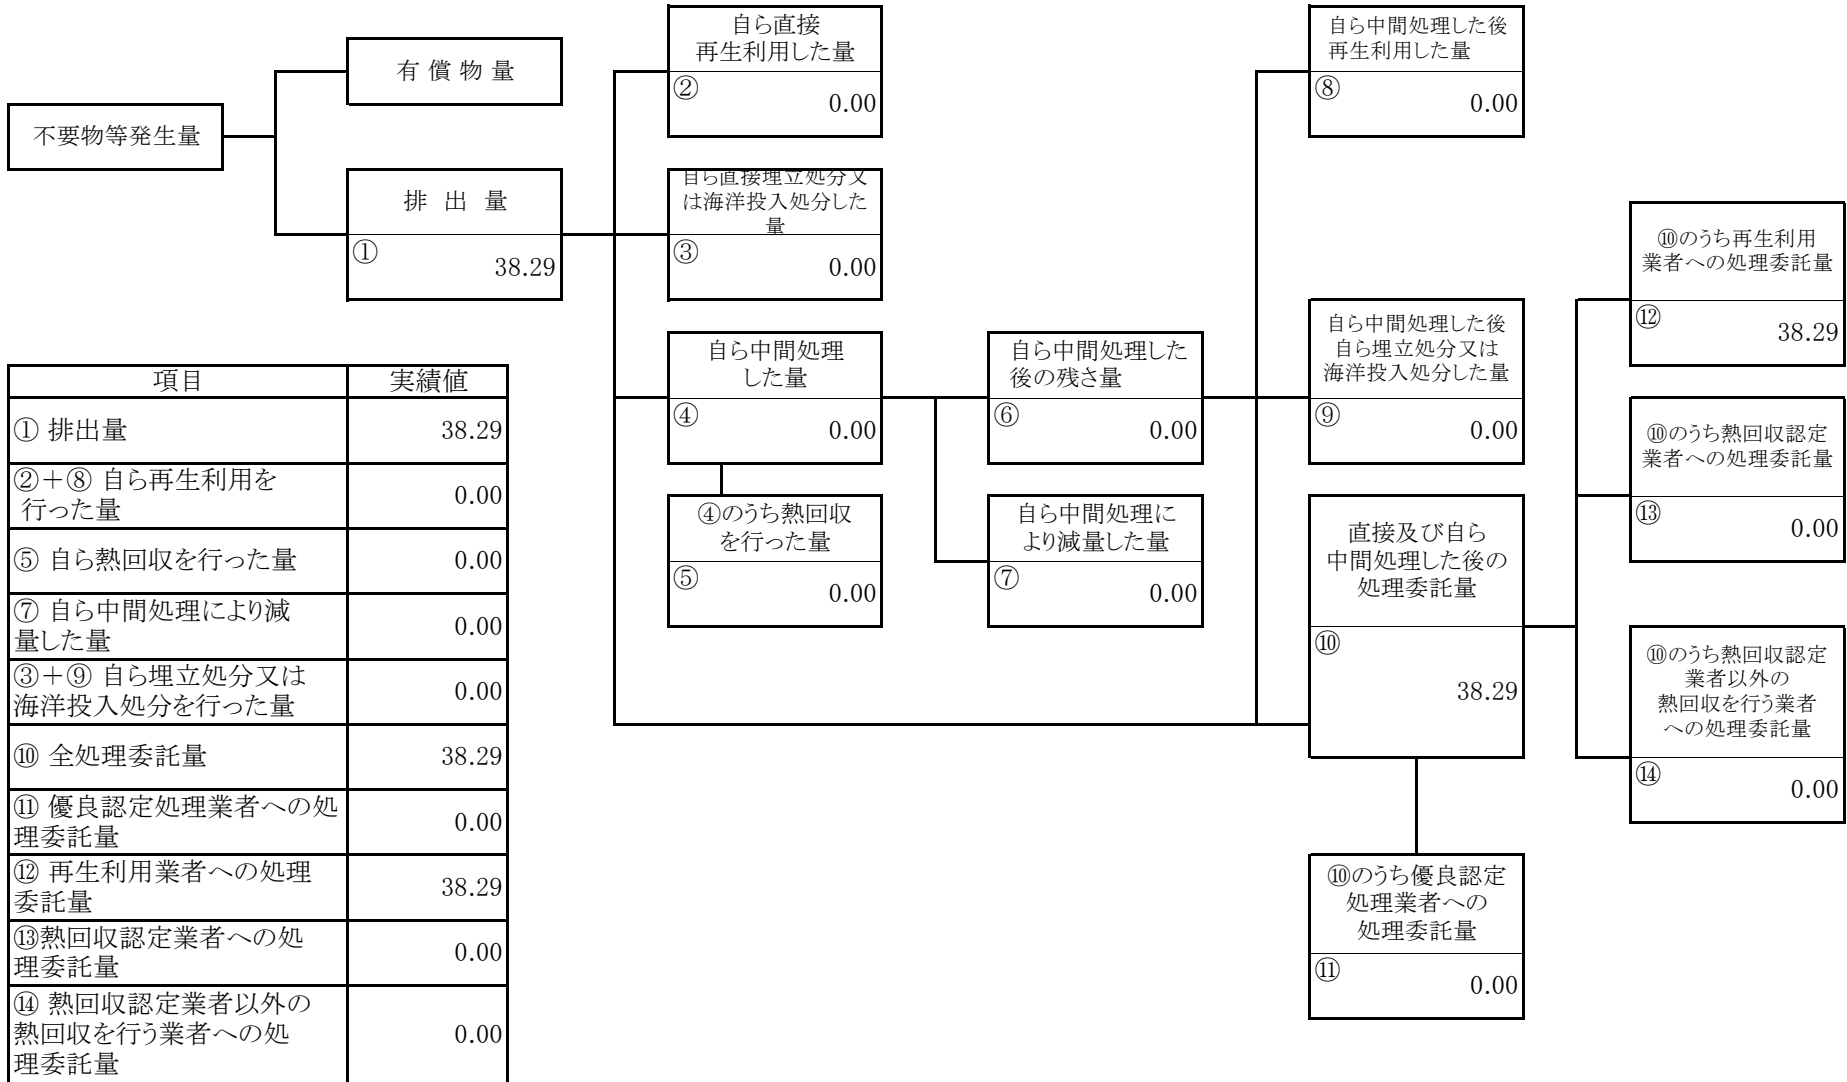 不要物等発生量
有 償 物 量
排 出 量
①
38.29
自ら直接
再生利用した量
②
0.00
自ら直接埋立処分又
は海洋投入処分した
量
③
0.00
自ら中間処理
した量
④
0.00
④のうち熱回収
を行った量
⑤
0.00
自ら中間処理した
後の残さ量
⑥
0.00
自ら中間処理に
より減量した量
⑦
0.00
自ら中間処理した後
再生利用した量
⑧
0.00
自ら中間処理した後
自ら埋立処分又は
海洋投入処分した量
⑨
0.00
直接及び自ら
中間処理した後の
処理委託量
⑩
38.29
⑩のうち優良認定
処理業者への
処理委託量
⑪
0.00
⑩のうち再生利用
業者への処理委託量
⑫
38.29
⑩のうち熱回収認定
業者への処理委託量
⑬
0.00
⑩のうち熱回収認定
業者以外の
熱回収を行う業者
への処理委託量
⑭
0.00
項目 実績値
① 排出量 38.29
②＋⑧ 自ら再生利用を
行った量 0.00
⑤ 自ら熱回収を行った量 0.00
⑦ 自ら中間処理により減
量した量 0.00
③＋⑨ 自ら埋立処分又は
海洋投入処分を行った量 0.00
⑩ 全処理委託量 38.29
⑪ 優良認定処理業者への処
理委託量 0.00
⑫ 再生利用業者への処理
委託量 38.29
⑬熱回収認定業者への処
理委託量 0.00
⑭ 熱回収認定業者以外の
熱回収を行う業者への処
理委託量 0.00